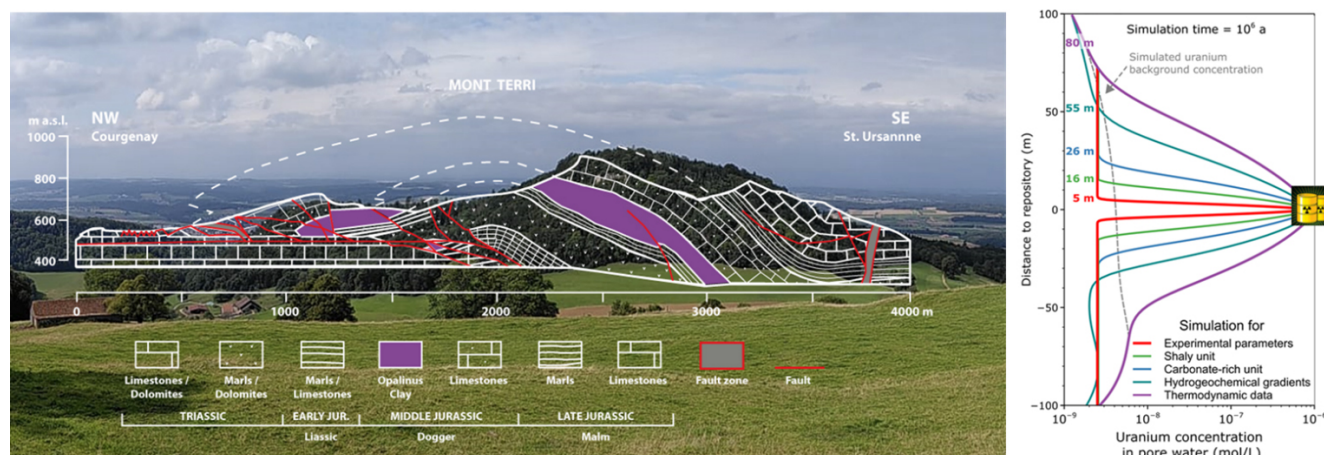 MONT TERRI
NW
Courgenay
SE
St. Ursannne
m a.s.l.
1000
800
600
400
0
1000
2000
3000
4000 m
Limestones /
Dolomites
Marls /
Dolomites
Marls /
Limestones
Opalinus
Clay
Limestones
Marls
Limestones
Fault zone
Fault
TRIASSIC
EARLY JUR.
MIDDLE JURASSIC
LATE JURASSIC
Liassic
Dogger
Malm
Simulation time = 10⁶ a
Simulated uranium
background concentration
100
50
0
−50
−100
Distance to repository (m)
80 m
55 m
26 m
16 m
5 m
Simulation for
Experimental parameters
Shaly unit
Carbonate-rich unit
Hydrogeochemical gradients
Thermodynamic data
10⁻⁹
10⁻⁸
10⁻⁷
Uranium concentration
in pore water (mol/L)